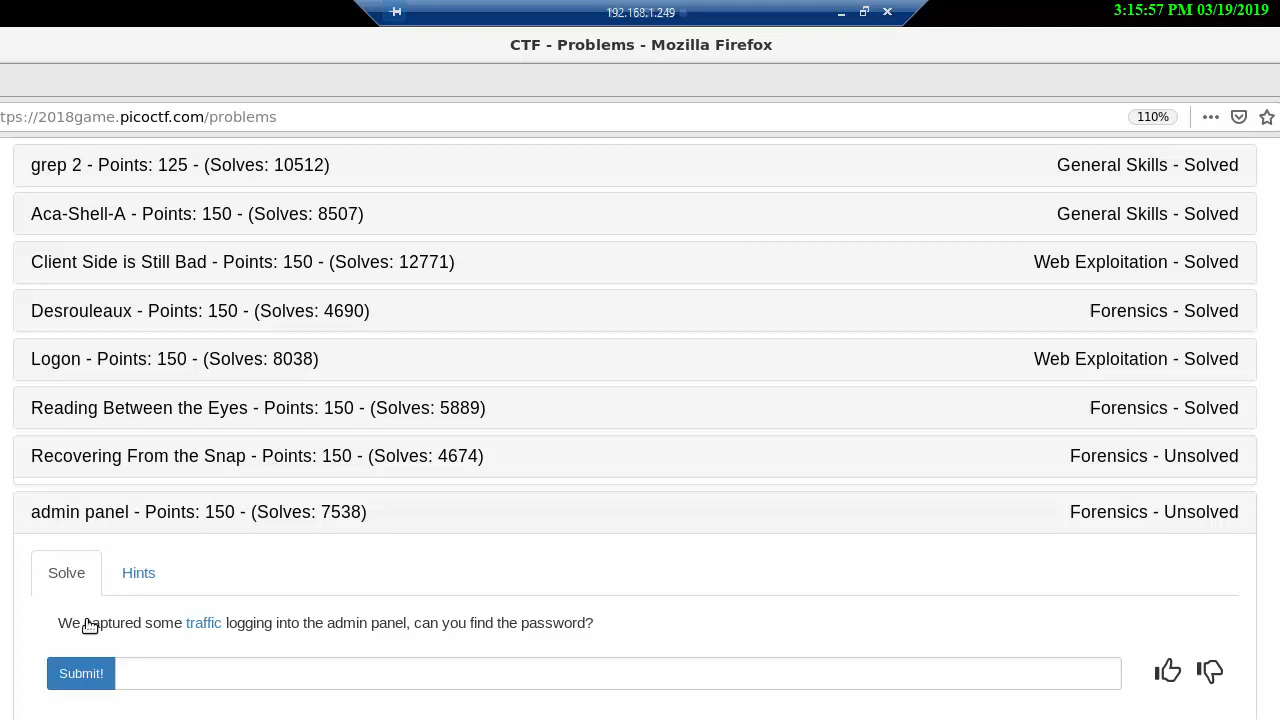 192.168.1.249
3:15:57 PM 03/19/2019
CTF - Problems - Mozilla Firefox
tps://2018game.picoctf.com/problems
110%
grep 2 - Points: 125 - (Solves: 10512) General Skills - Solved
Aca-Shell-A - Points: 150 - (Solves: 8507) General Skills - Solved
Client Side is Still Bad - Points: 150 - (Solves: 12771) Web Exploitation - Solved
Desrouleaux - Points: 150 - (Solves: 4690) Forensics - Solved
Logon - Points: 150 - (Solves: 8038) Web Exploitation - Solved
Reading Between the Eyes - Points: 150 - (Solves: 5889) Forensics - Solved
Recovering From the Snap - Points: 150 - (Solves: 4674) Forensics - Unsolved
admin panel - Points: 150 - (Solves: 7538) Forensics - Unsolved
Solve Hints
We captured some traffic logging into the admin panel, can you find the password?
Submit!